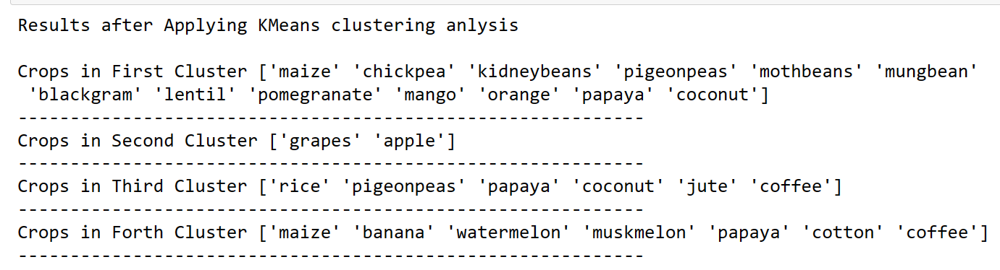 Results after Applying KMeans clustering anlysis
Crops in First Cluster ['maize' 'chickpea' 'kidneybeans' 'pigeonpeas' 'mothbeans' 'mungbean'
 'blackgram' 'lentil' 'pomegranate' 'mango' 'orange' 'papaya' 'coconut']
------------------------------------------------------------
Crops in Second Cluster ['grapes' 'apple']
------------------------------------------------------------
Crops in Third Cluster ['rice' 'pigeonpeas' 'papaya' 'coconut' 'jute' 'coffee']
------------------------------------------------------------
Crops in Forth Cluster ['maize' 'banana' 'watermelon' 'muskmelon' 'papaya' 'cotton' 'coffee']
------------------------------------------------------------